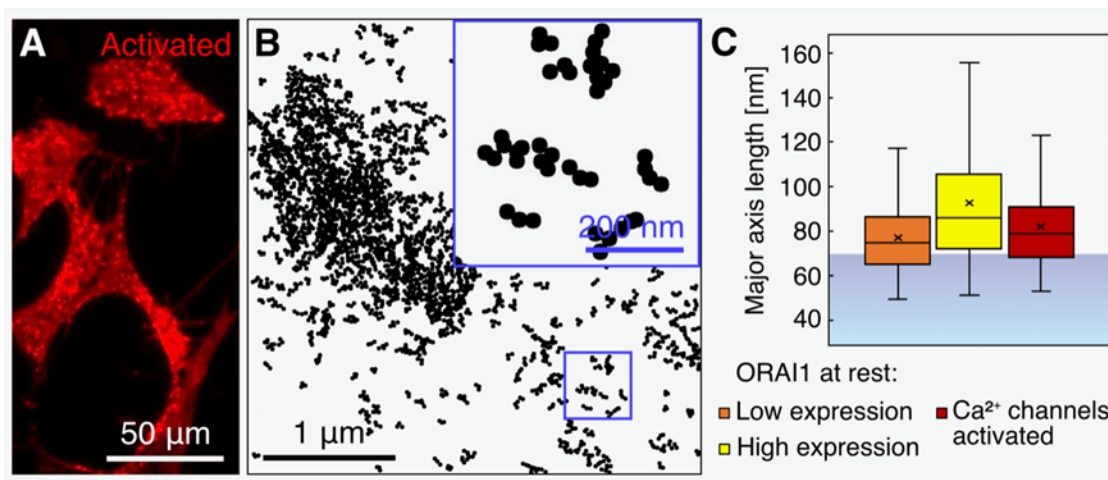 A
Activated
50 µm
B
200 nm
1 µm
C
Major axis length [nm]
160
140
120
100
80
60
40
ORAI1 at rest:
Low expression
High expression
Ca²⁺ channels
activated